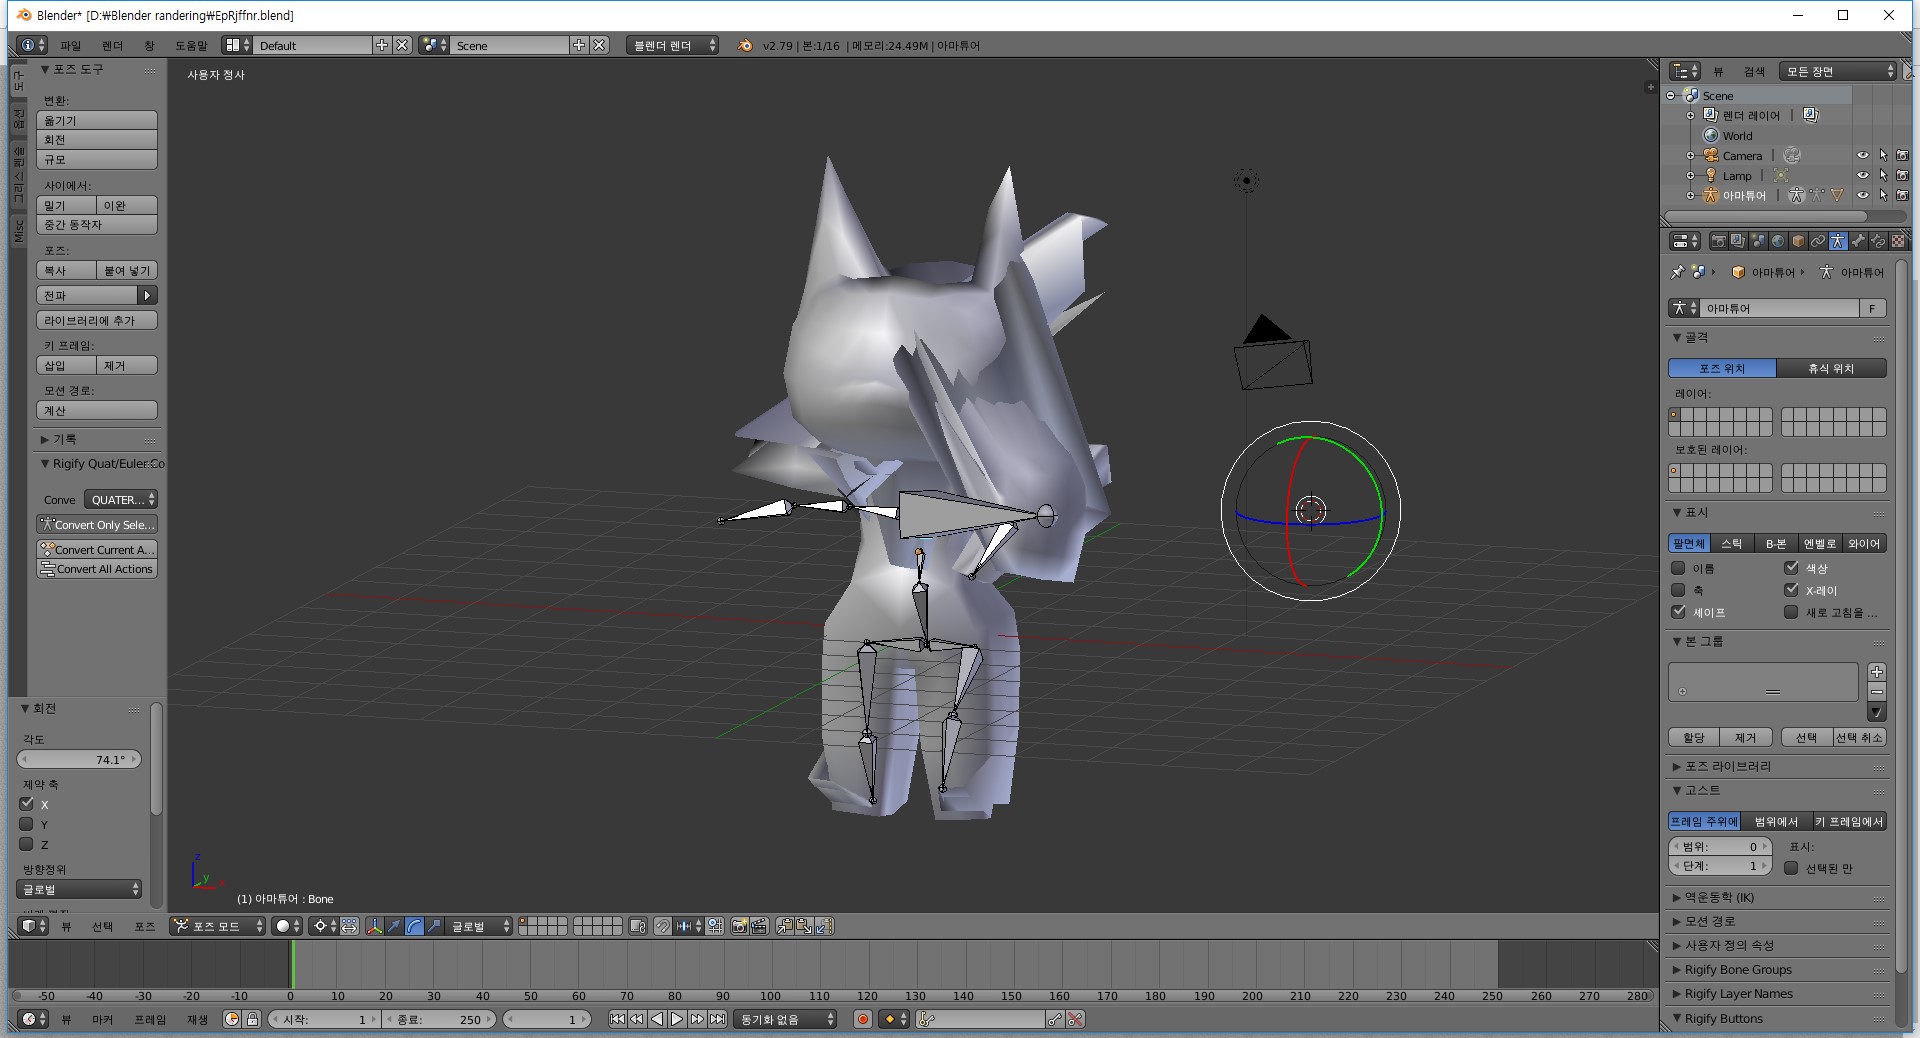 Blender* [D:₩Blender randering₩EpRjffnr.blend]
파일 렌더 창 도움말 Default Scene 블렌더 렌더 v2.79 | 본:1/16 | 메모리:24.49M | 아마튜어
도구
옵션
그리스 펜슬
Misc
포즈 도구
변환:
옮기기
회전
규모
사이에서:
밀기 이완
중간 동작자
포즈:
복사 붙여 넣기
전파
라이브러리에 추가
키 프레임:
삽입 제거
모션 경로:
계산
기록
Rigify Quat/Euler Co
Conve QUATER...
Convert Only Sele...
Convert Current A...
Convert All Actions
회전
각도
74.1°
제약 축
X
Y
Z
방향정위
글로벌
사용자 정사
z
y
x
(1) 아마튜어 : Bone
뷰 선택 포즈 포즈 모드 글로벌
-50 -40 -30 -20 -10 0 10 20 30 40 50 60 70 80 90 100 110 120 130 140 150 160 170 180 190 200 210 220 230 240 250 260 270 280
뷰 마커 프레임 재생 시작: 1 종료: 250 1 동기화 없음
뷰 검색 모든 장면
Scene
렌더 레이어 |
World
Camera |
Lamp |
아마튜어 |
아마튜어 아마튜어
아마튜어 F
골격
포즈 위치 휴식 위치
레이어:
보호된 레이어:
표시
팔면체 스틱 B-본 엔벨로 와이어
이름 색상
축 X-레이
셰이프 새로 고침을 ...
본 그룹
할당 제거 선택 선택 취소
포즈 라이브러리
고스트
프레임 주위에 범위에서 키 프레임에서
범위: 0 표시:
단계: 1 선택된 만
역운동학 (IK)
모션 경로
사용자 정의 속성
Rigify Bone Groups
Rigify Layer Names
Rigify Buttons